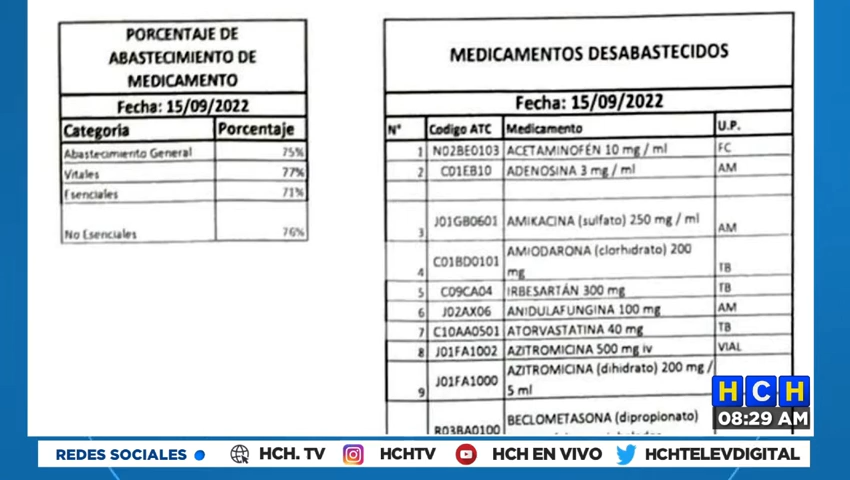 PORCENTAJE DE
ABASTECIMIENTO DE
MEDICAMENTO
Fecha: 15/09/2022
Categoria Porcentaje
Abastecimiento General 75%
Vitales 77%
Esenciales 71%
No Esenciales 76%
MEDICAMENTOS DESABASTECIDOS
Fecha: 15/09/2022
N° Codigo ATC Medicamento U.P.
1 N02BE0103 ACETAMINOFÉN 10 mg / ml FC
2 C01EB10 ADENOSINA 3 mg / ml AM
3 J01GB0601 AMIKACINA (sulfato) 250 mg / ml AM
4 C01BD0101 AMIODARONA (clorhidrato) 200
mg TB
5 C09CA04 IRBESARTÁN 300 mg TB
6 J02AX06 ANIDULAFUNGINA 100 mg AM
7 C10AA0501 ATORVASTATINA 40 mg TB
8 J01FA1002 AZITROMICINA 500 mg iv VIAL
9 J01FA1000 AZITROMICINA (dihidrato) 200 mg /
5 ml
R03BA0100 BECLOMETASONA (dipropionato)
HCH
08:29 AM
REDES SOCIALES HCH. TV HCHTV HCH EN VIVO HCHTELEVDIGITAL